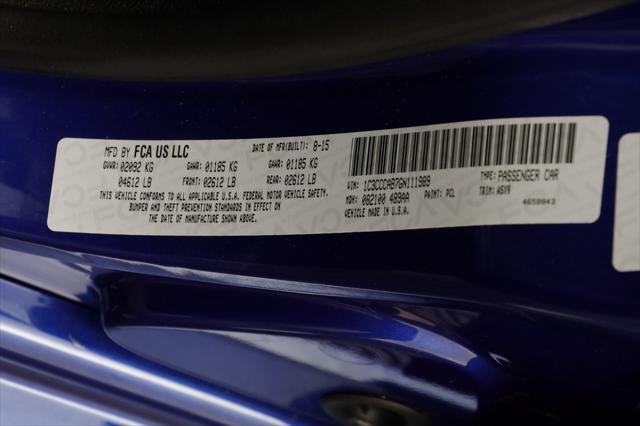 MFD BY FCA US LLC DATE OF MFR(BUILT): 8-15
GVWR: 02092 KG GAWR: 01185 KG GAWR: 01185 KG
04612 LB FRONT: 02612 LB REAR: 02612 LB
THIS VEHICLE CONFORMS TO ALL APPLICABLE U.S.A. FEDERAL MOTOR VEHICLE SAFETY,
BUMPER AND THEFT PREVENTION STANDARDS IN EFFECT ON
THE DATE OF MANUFACTURE SHOWN ABOVE.
VIN: 1C3CCCAB7GN111989 TYPE: PASSENGER CAR
MDH: 082100 489AA PAINT: PCL TRIM: A6X9
VEHICLE MADE IN U.S.A. 4658843